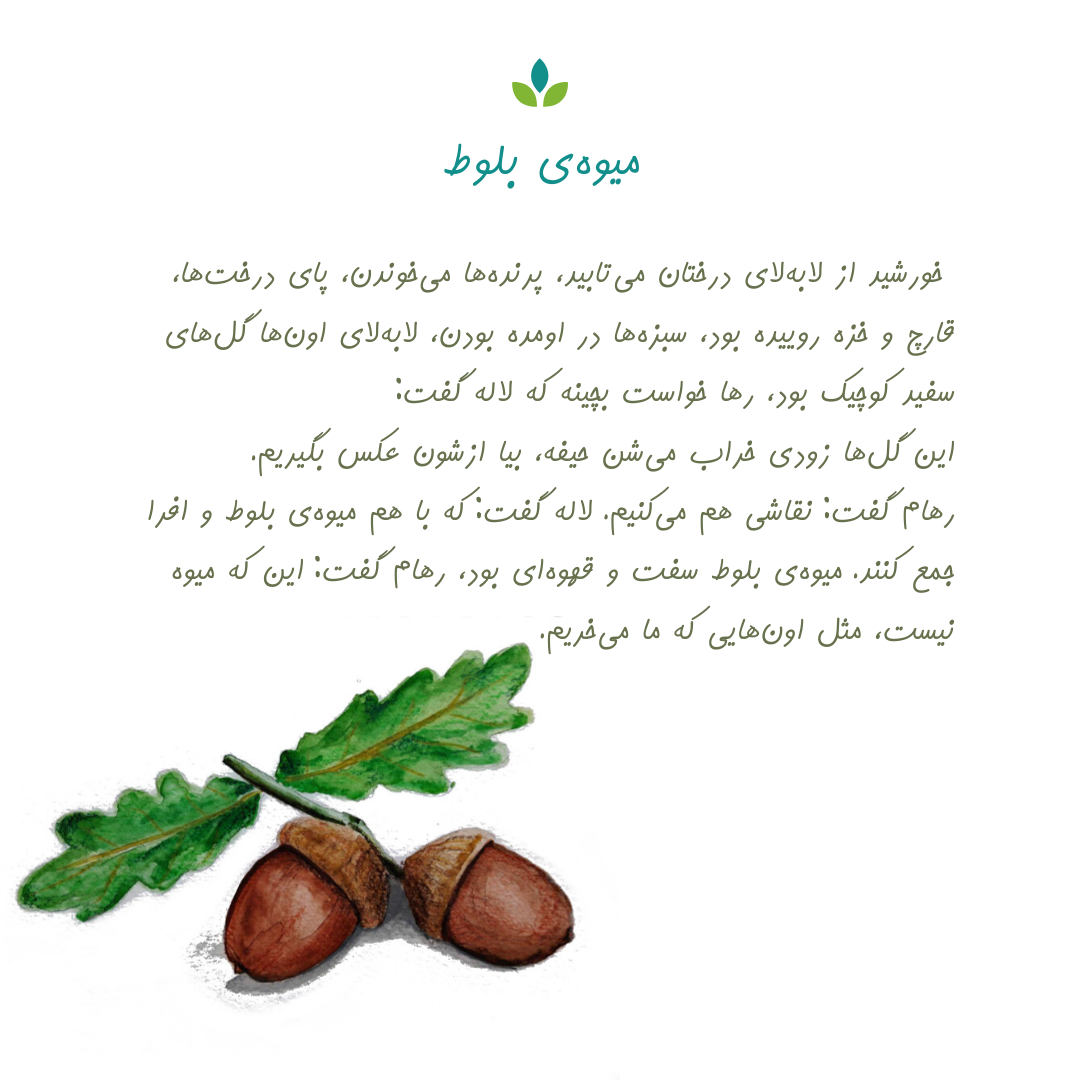 میوه‌ی بلوط
خورشید از لابه‌لای درختان می‌تابید، پرنده‌ها می‌خوندن، پای درخت‌ها،
قارچ و خزه روییده بود، سبزه‌ها در اومده بودن، لابه‌لای اون‌ها گل‌های
سفید کوچیک بود، رها خواست بچینه که لاله گفت:
این گل‌ها زودی خراب می‌شن حیفه، بیا ازشون عکس بگیریم.
رهام گفت: نقاشی هم می‌کنیم. لاله گفت: که با هم میوه‌ی بلوط و افرا
جمع کنند. میوه‌ی بلوط سفت و قهوه‌ای بود، رهام گفت: این که میوه
نیست، مثل اون‌هایی که ما می‌خریم.